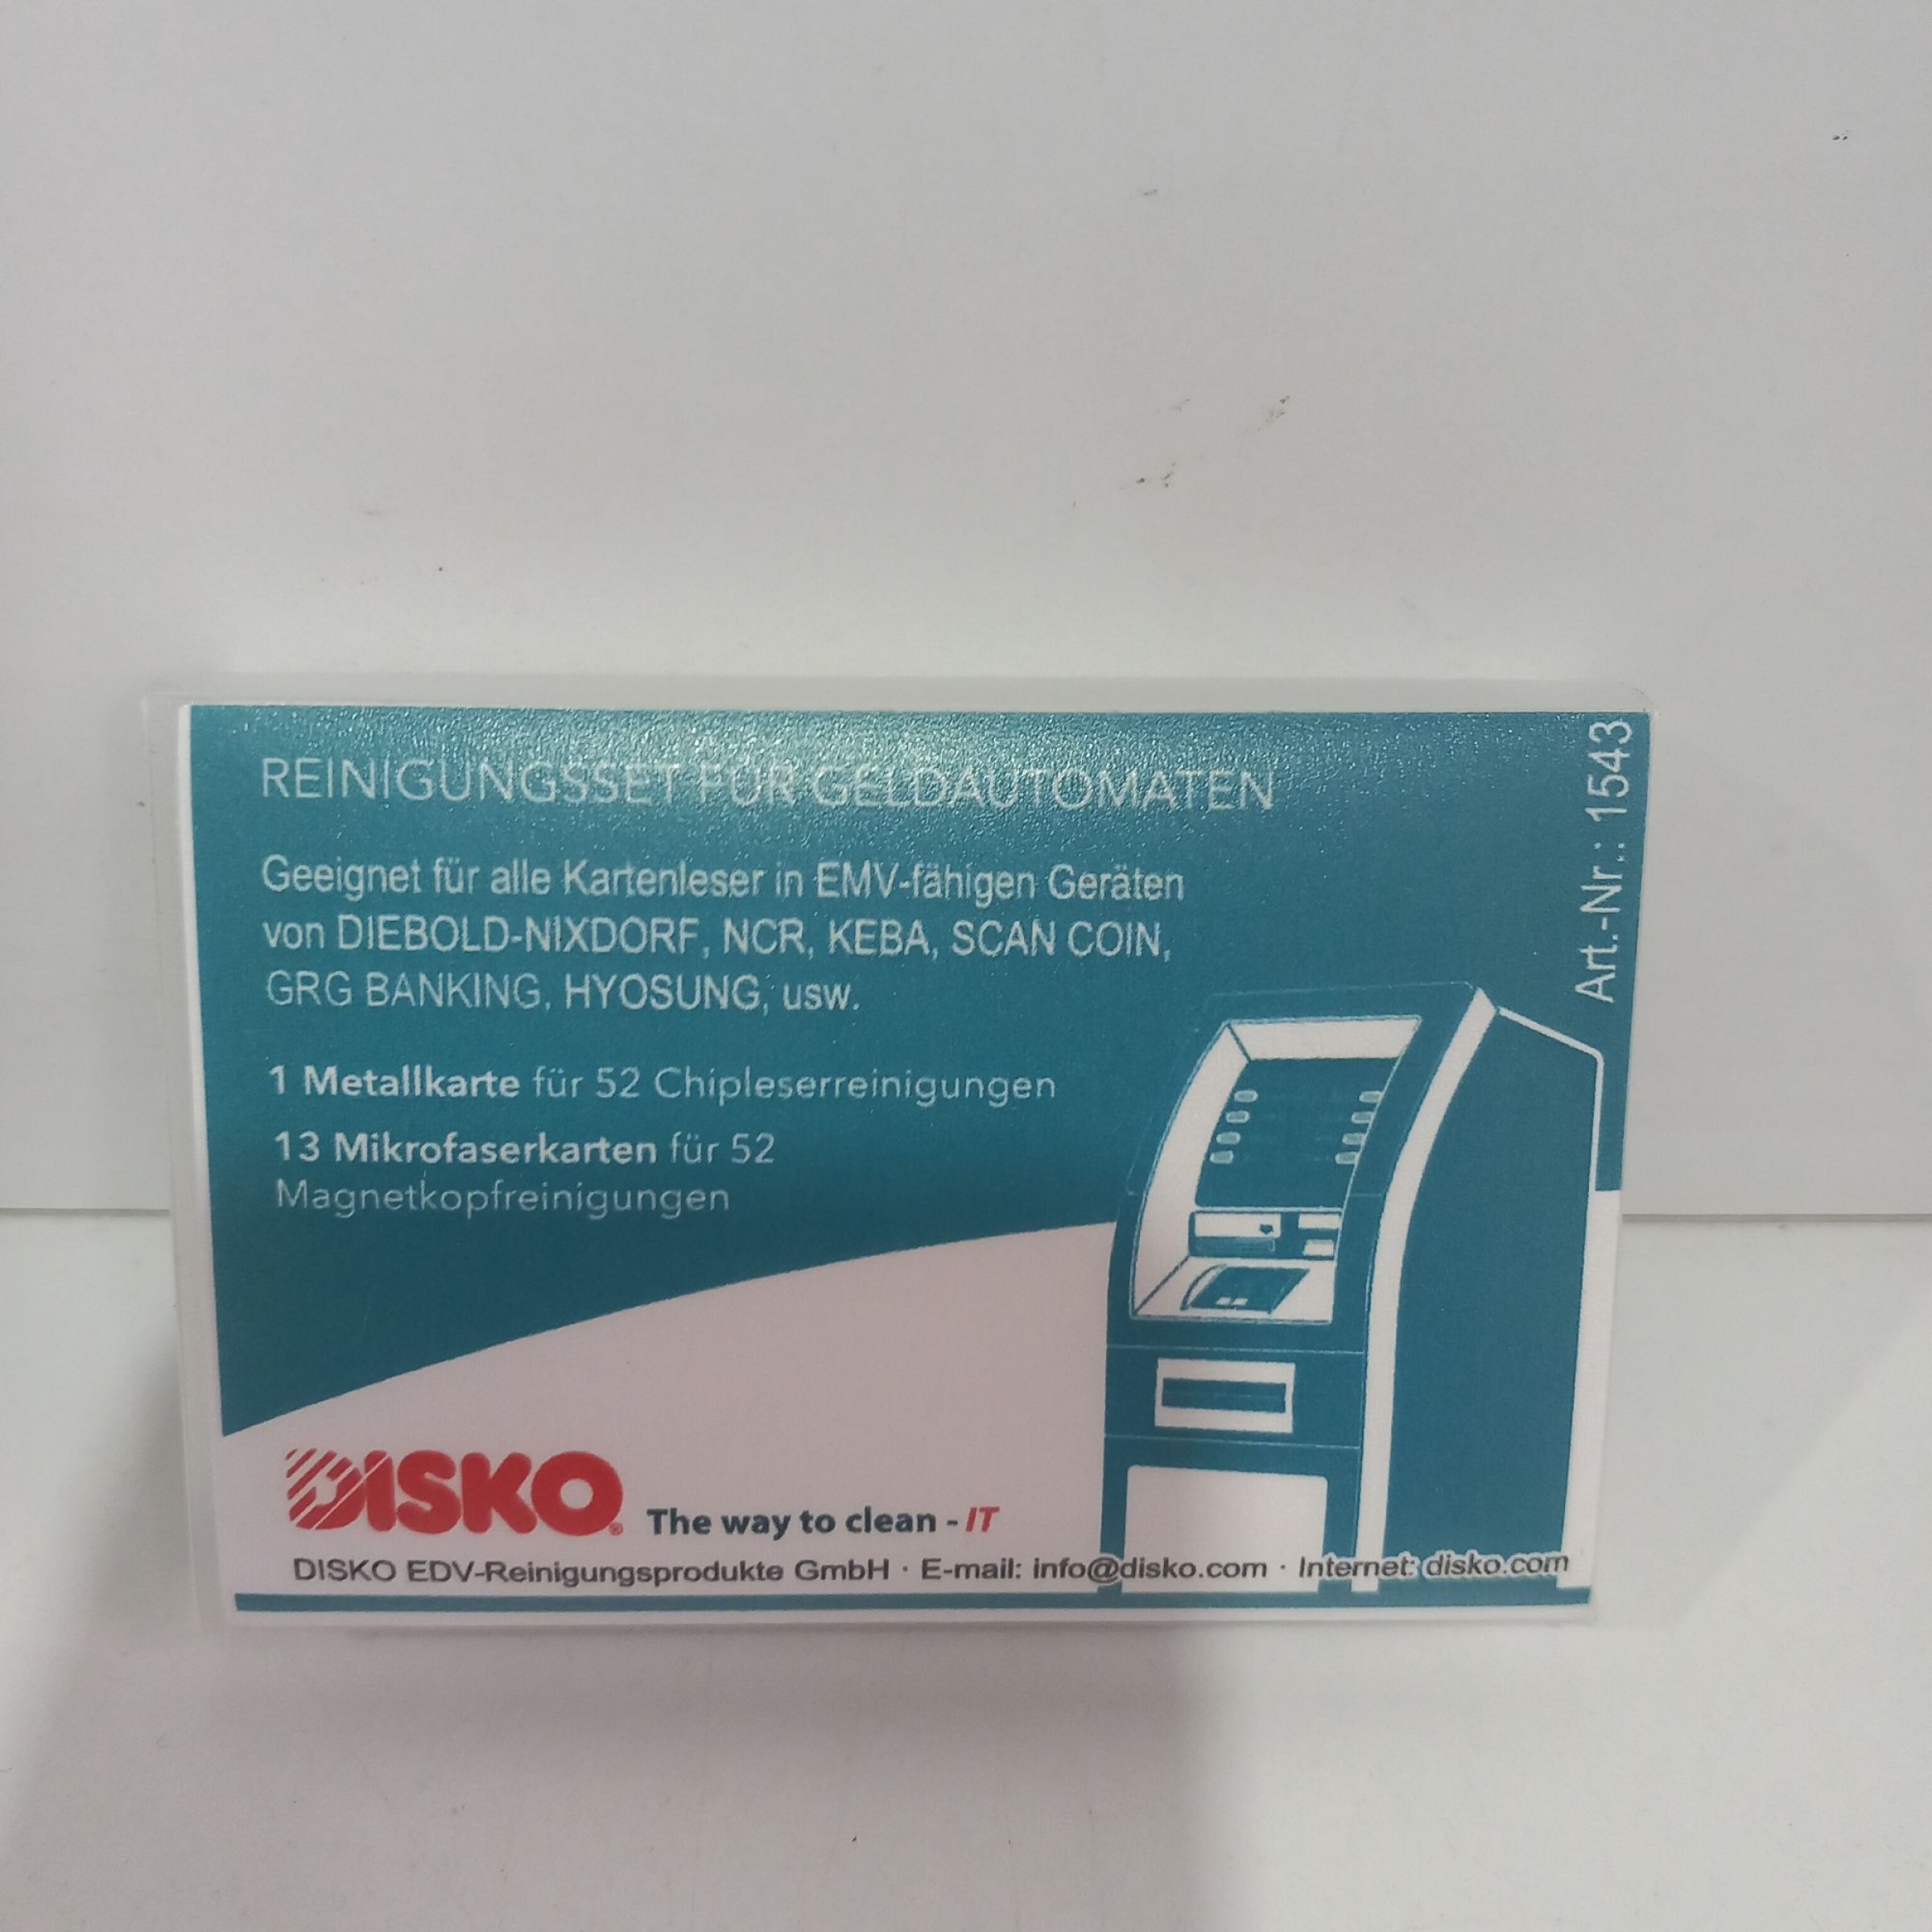 REINIGUNGSSET FÜR GELDAUTOMATEN
Geeignet für alle Kartenleser in EMV-fähigen Geräten
von DIEBOLD-NIXDORF, NCR, KEBA, SCAN COIN,
GRG BANKING, HYOSUNG, usw.
1 Metallkarte für 52 Chipleserreinigungen
13 Mikrofaserkarten für 52
Magnetkopfreinigungen
Art.-Nr.: 1543
DISKO® The way to clean - IT
DISKO EDV-Reinigungsprodukte GmbH · E-mail: info@disko.com · Internet: disko.com